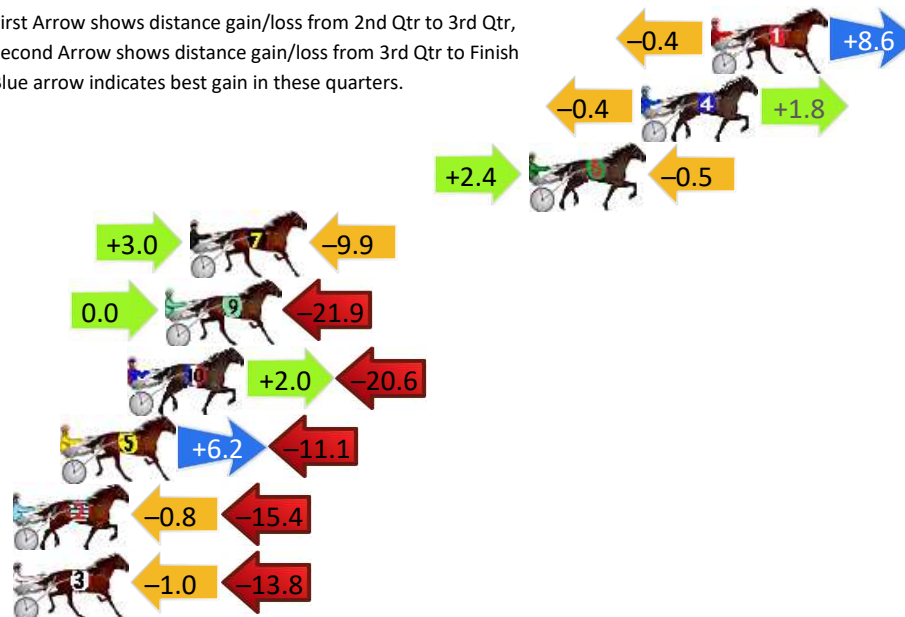 irst Arrow shows distance gain/loss from 2nd Qtr to 3rd Qtr,
econd Arrow shows distance gain/loss from 3rd Qtr to Finish
Blue arrow indicates best gain in these quarters.
–0.4 1 +8.6
–0.4 4 +1.8
+2.4 –0.5
+3.0 7 –9.9
0.0 9 –21.9
10 +2.0 –20.6
5 +6.2 –11.1
2 –0.8 –15.4
3 –1.0 –13.8